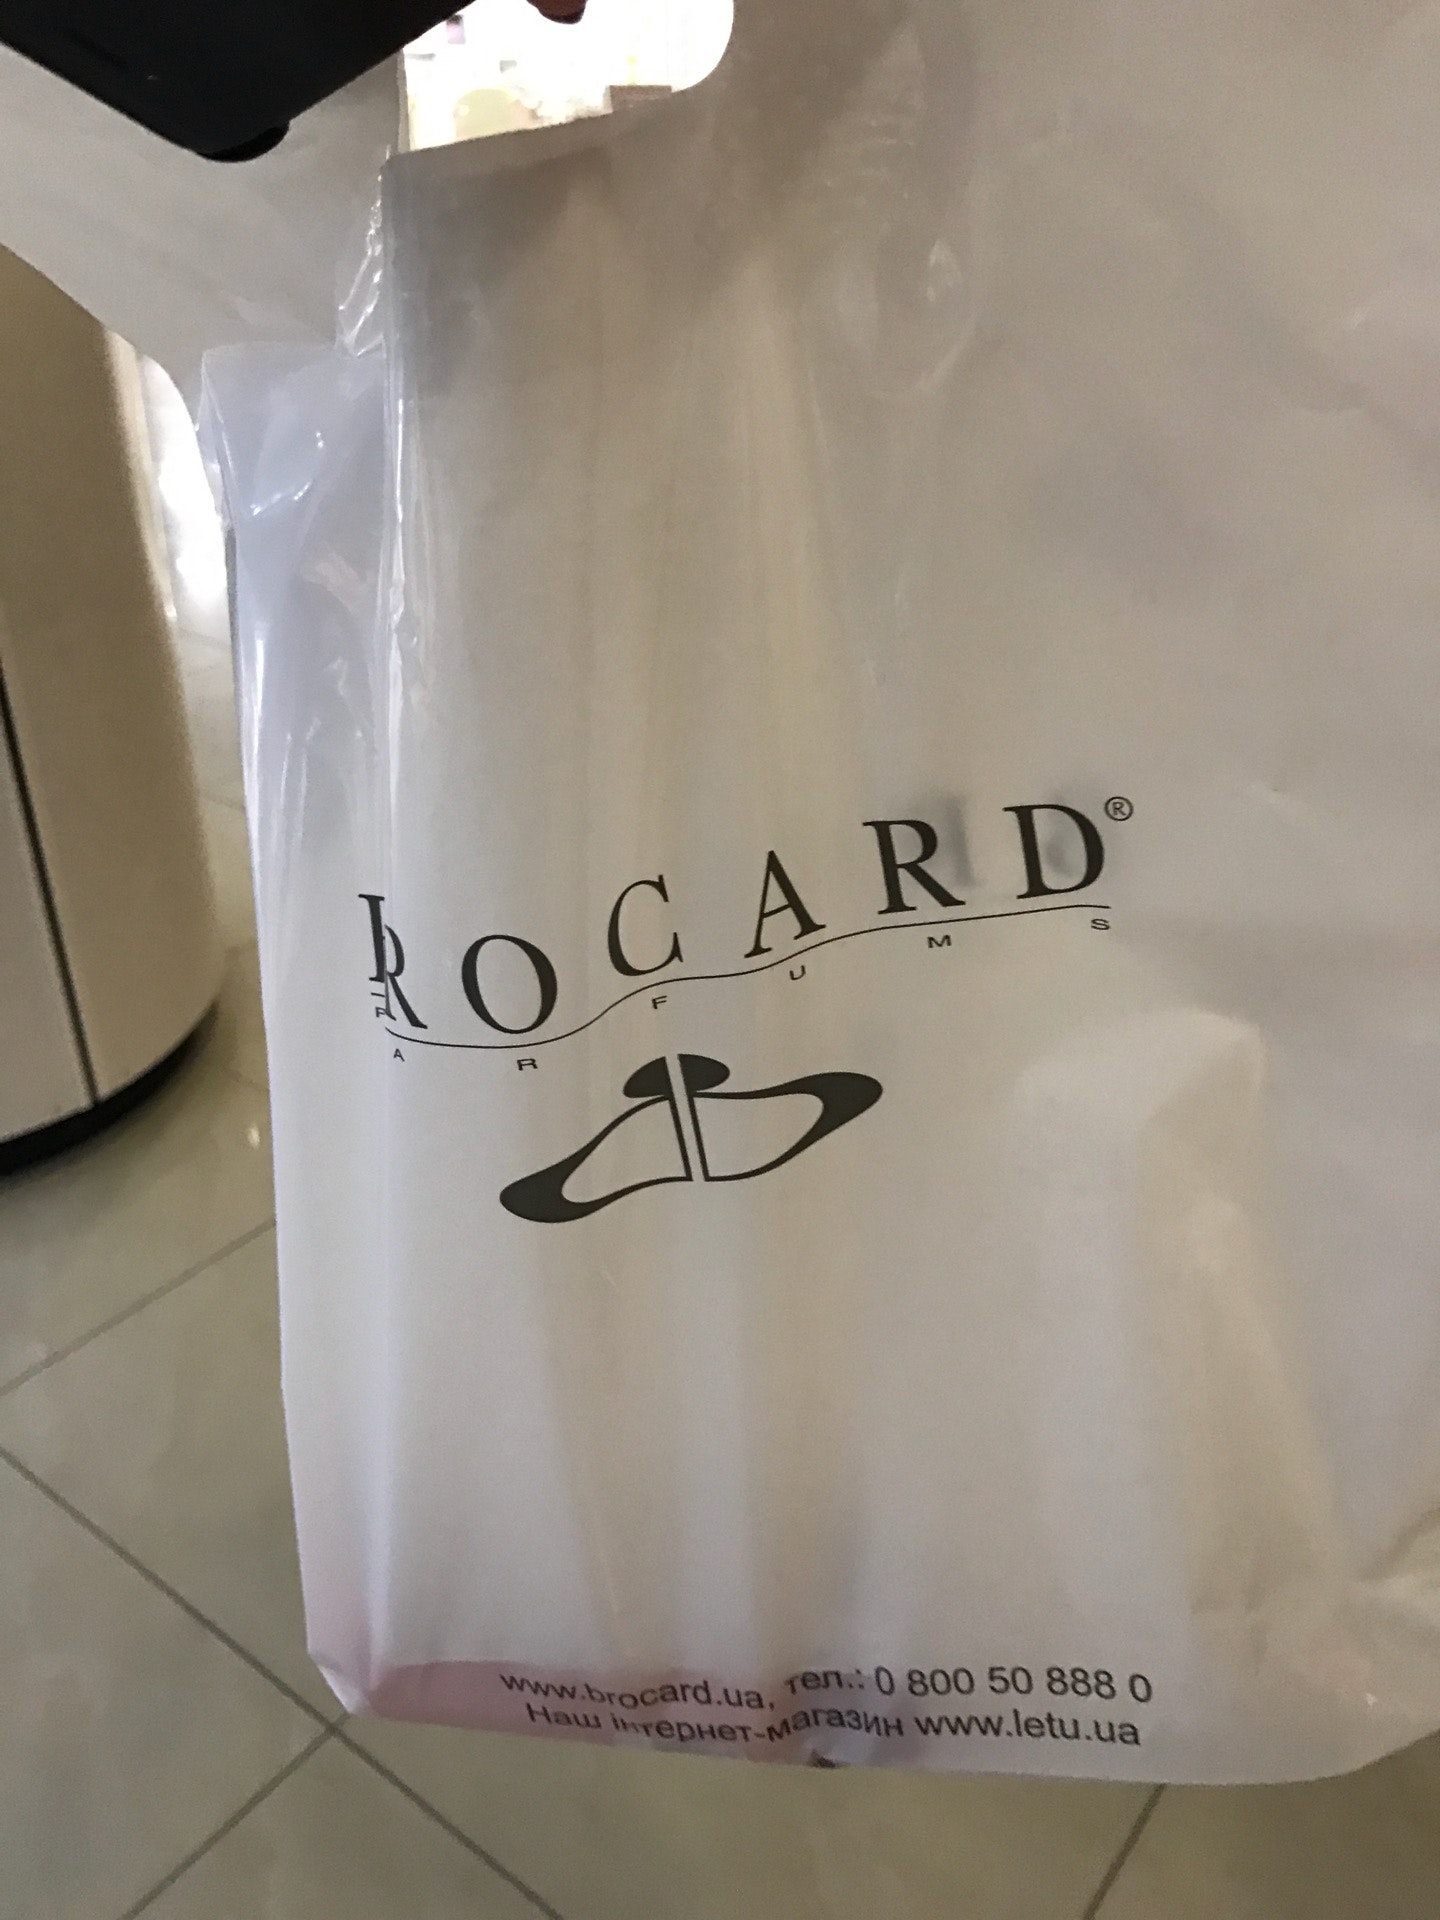 BROCARD®
PARFUMS
www.brocard.ua, тел.: 0 800 50 888 0
Наш інтернет-магазин www.letu.ua